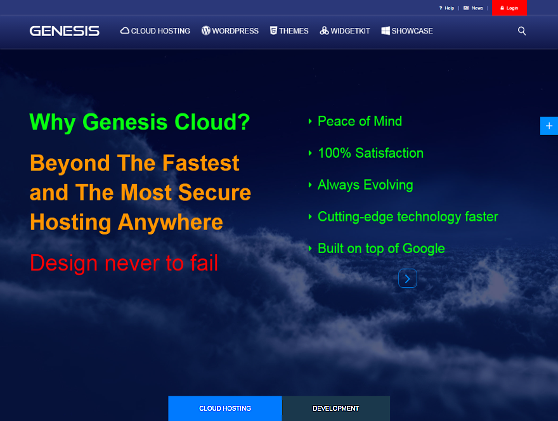 Help
News
Login
GENESIS
CLOUD HOSTING
WORDPRESS
THEMES
WIDGETKIT
SHOWCASE
Why Genesis Cloud?
Beyond The Fastest
and The Most Secure
Hosting Anywhere
Design never to fail
Peace of Mind
100% Satisfaction
Always Evolving
Cutting-edge technology faster
Built on top of Google
CLOUD HOSTING
DEVELOPMENT